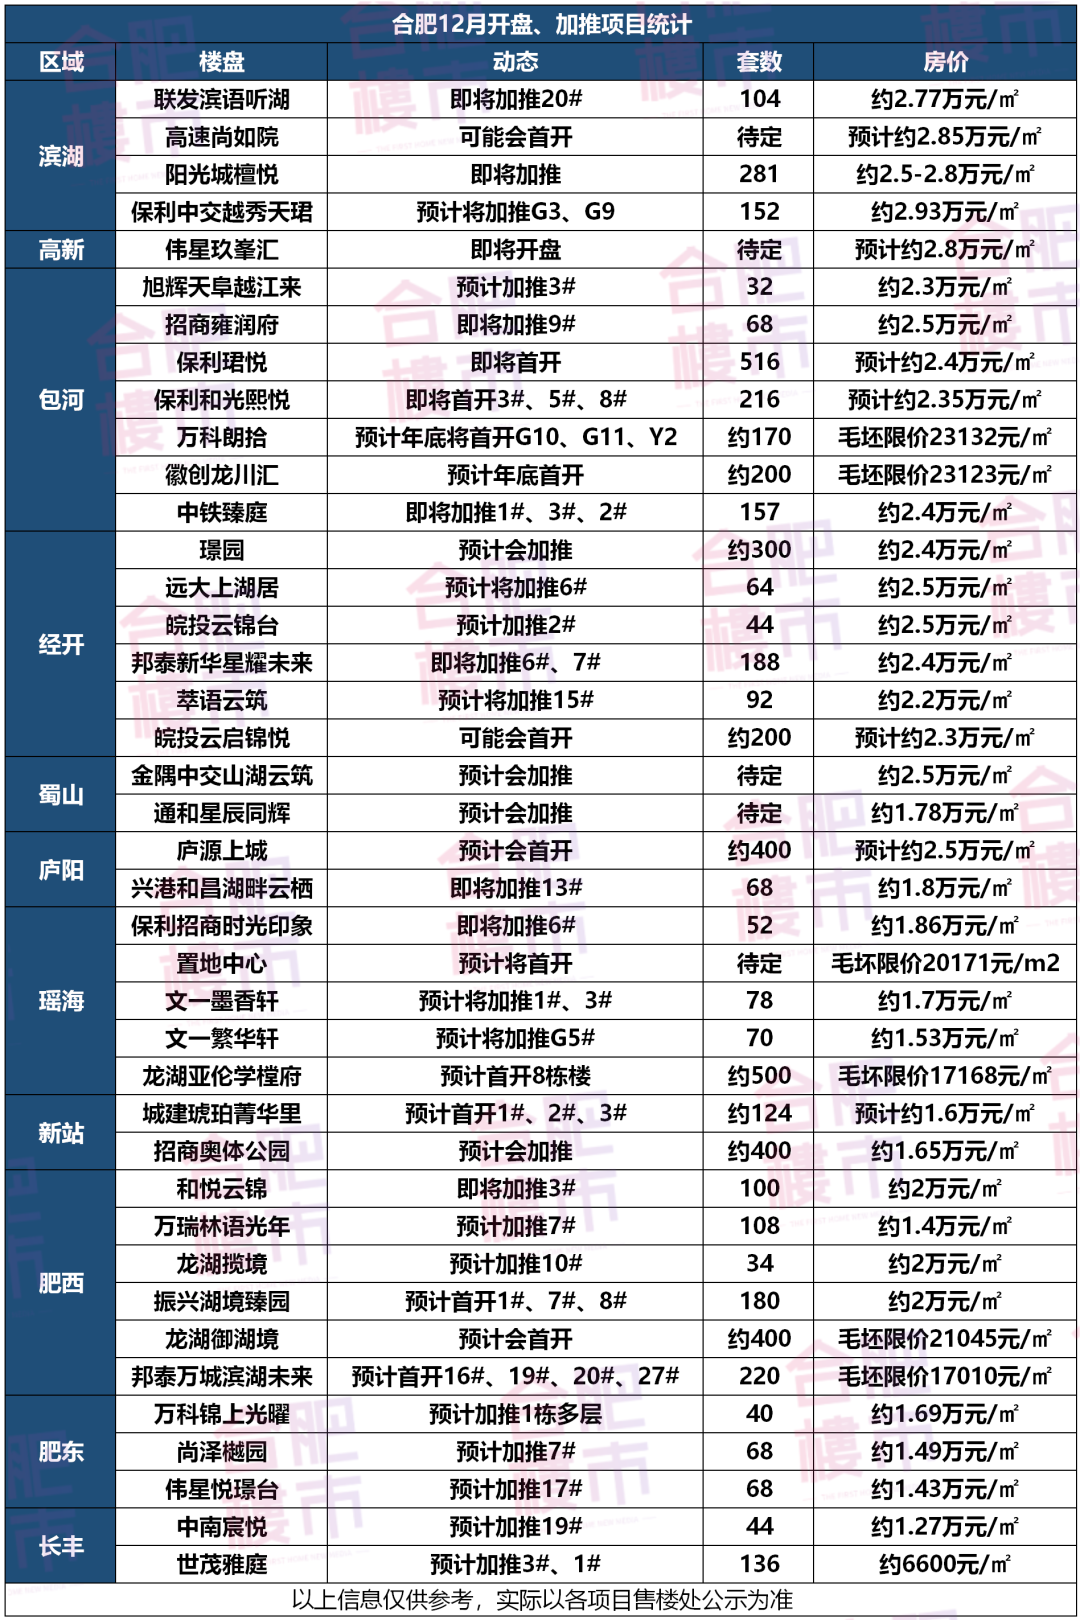 合肥12月开盘、加推项目统计
区域 楼盘 动态 套数 房价
滨湖
联发滨语听湖 即将加推20# 104 约2.77万元/㎡
高速尚如院 可能会首开 待定 预计约2.85万元/㎡
阳光城檀悦 即将加推 281 约2.5-2.8万元/㎡
保利中交越秀天珺 预计将加推G3、G9 152 约2.93万元/㎡
高新 伟星玖峯汇 即将开盘 待定 预计约2.8万元/㎡
包河
旭辉天阜越江来 预计加推3# 32 约2.3万元/㎡
招商雍润府 即将加推9# 68 约2.5万元/㎡
保利珺悦 即将首开 516 预计约2.4万元/㎡
保利和光熙悦 即将首开3#、5#、8# 216 预计约2.35万元/㎡
万科朗拾 预计年底将首开G10、G11、Y2 约170 毛坯限价23132元/㎡
徽创龙川汇 预计年底首开 约200 毛坯限价23123元/㎡
中铁臻庭 即将加推1#、3#、2# 157 约2.4万元/㎡
经开
璟园 预计会加推 约300 约2.4万元/㎡
远大上湖居 预计将加推6# 64 约2.5万元/㎡
皖投云锦台 预计加推2# 44 约2.5万元/㎡
邦泰新华星耀未来 即将加推6#、7# 188 约2.4万元/㎡
萃语云筑 预计将加推15# 92 约2.2万元/㎡
皖投云启锦悦 可能会首开 约200 预计约2.3万元/㎡
蜀山
金隅中交山湖云筑 预计会加推 待定 约2.5万元/㎡
通和星辰同辉 预计会加推 待定 约1.78万元/㎡
庐阳
庐源上城 预计会首开 约400 预计约2.5万元/㎡
兴港和昌湖畔云栖 即将加推13# 68 约1.8万元/㎡
瑶海
保利招商时光印象 即将加推6# 52 约1.86万元/㎡
置地中心 预计将首开 待定 毛坏限价20171元/m2
文一墨香轩 预计将加推1#、3# 78 约1.7万元/㎡
文一繁华轩 预计将加推G5# 70 约1.53万元/㎡
龙湖亚伦学樘府 预计首开8栋楼 约500 毛坏限价17168元/㎡
新站
城建琥珀菁华里 预计首开1#、2#、3# 约124 预计约1.6万元/㎡
招商奥体公园 预计会加推 约400 约1.65万元/㎡
肥西
和悦云锦 即将加推3# 100 约2万元/㎡
万瑞林语光年 预计加推7# 108 约1.4万元/㎡
龙湖揽境 预计加推10# 34 约2万元/㎡
振兴湖境臻园 预计首开1#、7#、8# 180 约2万元/㎡
龙湖御湖境 预计会首开 约400 毛坯限价21045元/㎡
邦泰万城滨湖未来 预计首开16#、19#、20#、27# 220 毛坯限价17010元/㎡
肥东
万科锦上光曜 预计加推1栋多层 40 约1.69万元/㎡
尚泽樾园 预计加推7# 68 约1.49万元/㎡
伟星悦璟台 预计加推17# 68 约1.43万元/㎡
长丰
中南宸悦 预计加推19# 44 约1.27万元/㎡
世茂雅庭 预计加推3#、1# 136 约6600元/㎡
以上信息仅供参考，实际以各项目售楼处公示为准